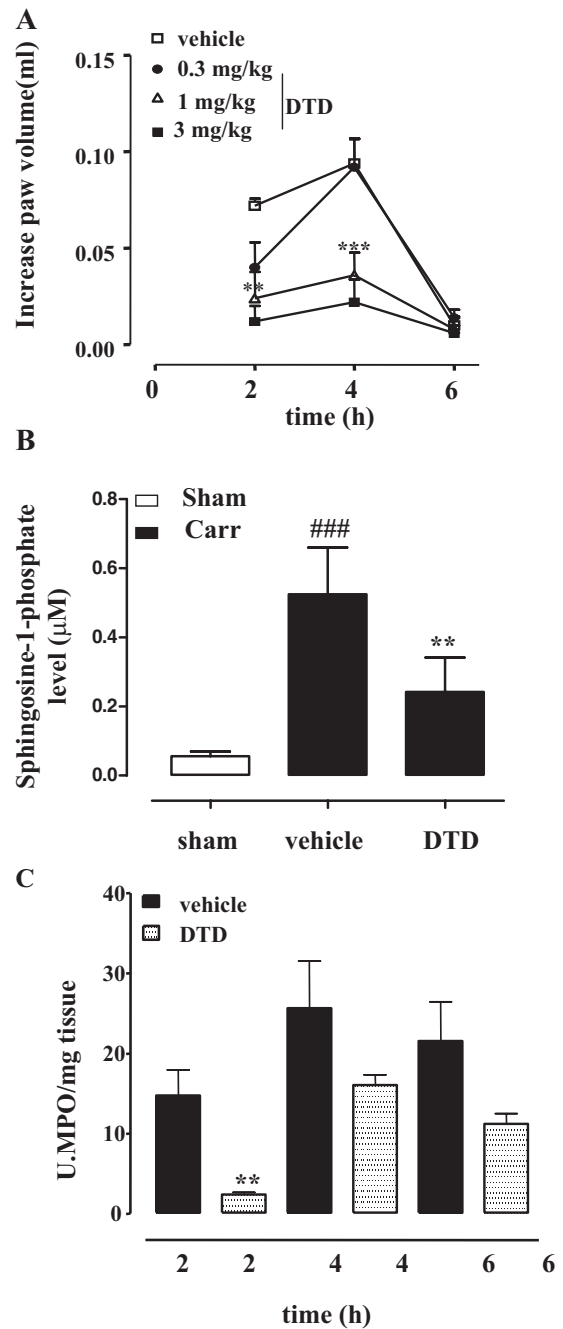 A
vehicle
0.3 mg/kg
1 mg/kg
DTD
3 mg/kg
Increase paw volume(ml)
0.15
0.10
0.05
0.00
**
***
0 2 4 6
time (h)
B
Sham
Carr
Sphingosine-1-phosphate
level (μM)
0.8
0.6
0.4
0.2
0.0
###
**
sham vehicle DTD
C
vehicle
DTD
U.MPO/mg tissue
40
30
20
10
0
**
2 2 4 4 6 6
time (h)